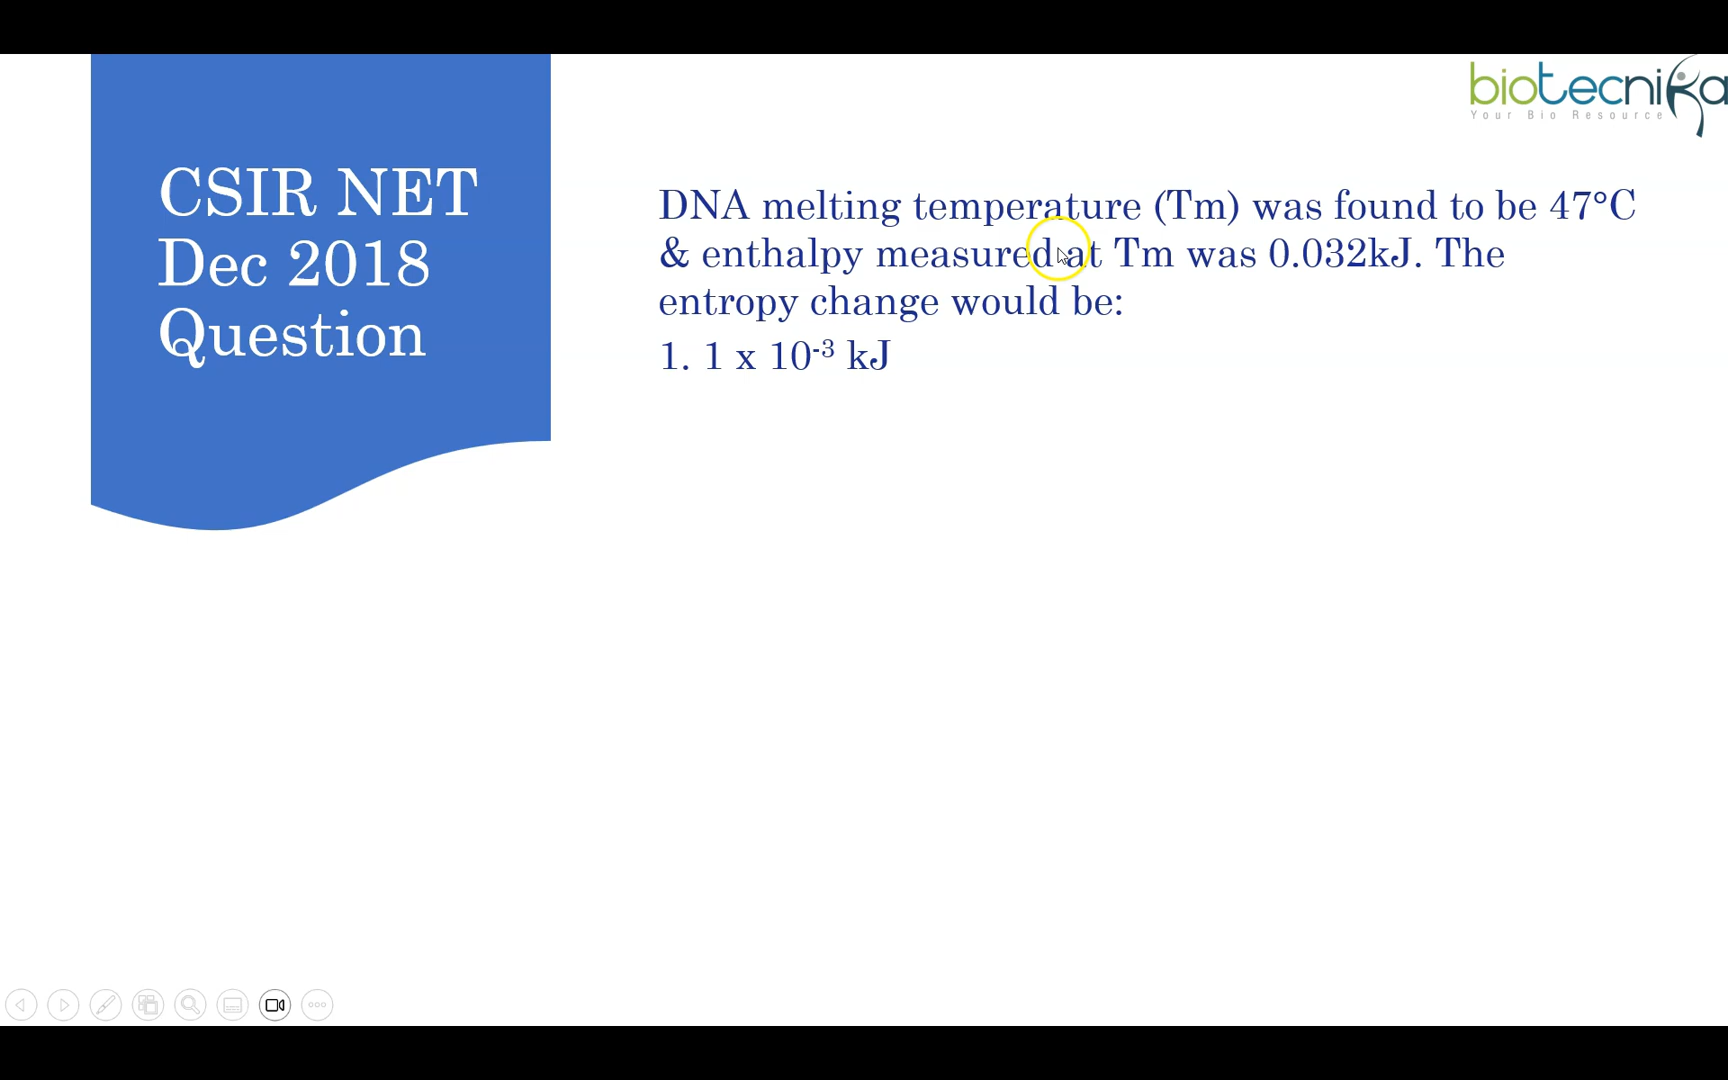 biotecnika
Your Bio Resource
CSIR NET
Dec 2018
Question
DNA melting temperature (Tm) was found to be 47°C
& enthalpy measured at Tm was 0.032kJ. The
entropy change would be:
1. 1 x 10⁻³ kJ